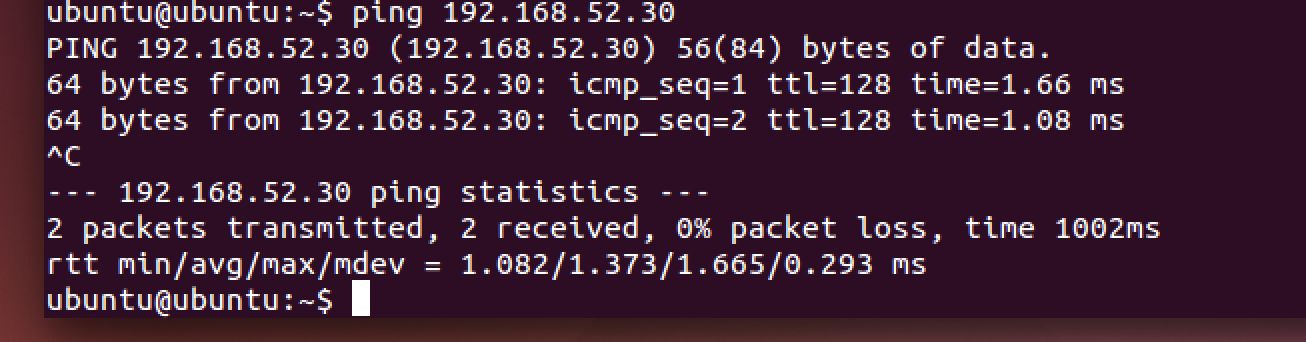 ubuntu@ubuntu:~$ ping 192.168.52.30
PING 192.168.52.30 (192.168.52.30) 56(84) bytes of data.
64 bytes from 192.168.52.30: icmp_seq=1 ttl=128 time=1.66 ms
64 bytes from 192.168.52.30: icmp_seq=2 ttl=128 time=1.08 ms
^C
--- 192.168.52.30 ping statistics ---
2 packets transmitted, 2 received, 0% packet loss, time 1002ms
rtt min/avg/max/mdev = 1.082/1.373/1.665/0.293 ms
ubuntu@ubuntu:~$